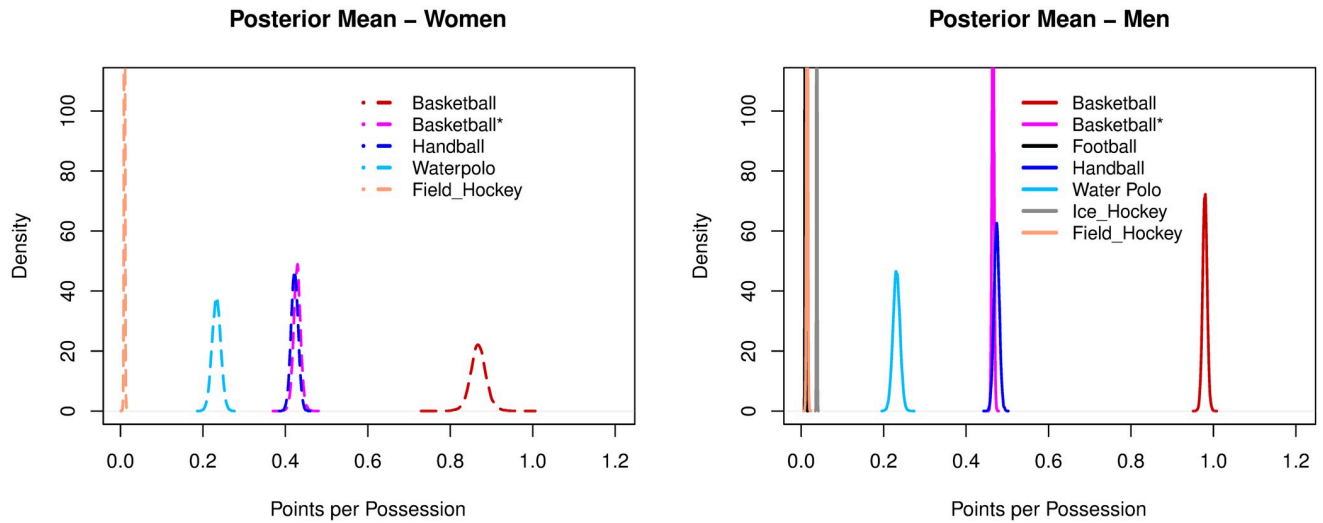 Posterior Mean – Women
Density
0 20 40 60 80 100
Basketball
Basketball*
Handball
Waterpolo
Field_Hockey
0.0 0.2 0.4 0.6 0.8 1.0 1.2
Points per Possession
Posterior Mean – Men
Density
0 20 40 60 80 100
Basketball
Basketball*
Football
Handball
Water Polo
Ice_Hockey
Field_Hockey
0.0 0.2 0.4 0.6 0.8 1.0 1.2
Points per Possession